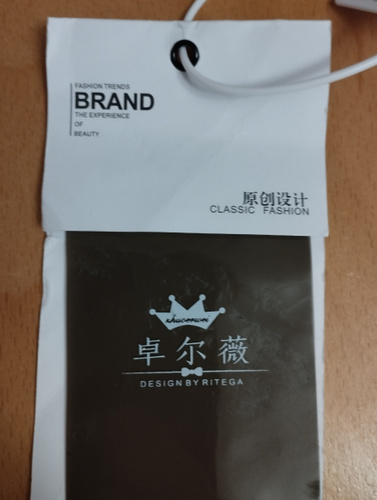 FASHION TRENDS
BRAND
THE EXPERIENCE
OF
BEAUTY
原创设计
CLASSIC FASHION
卓尔薇
DESIGN BY RITEGA